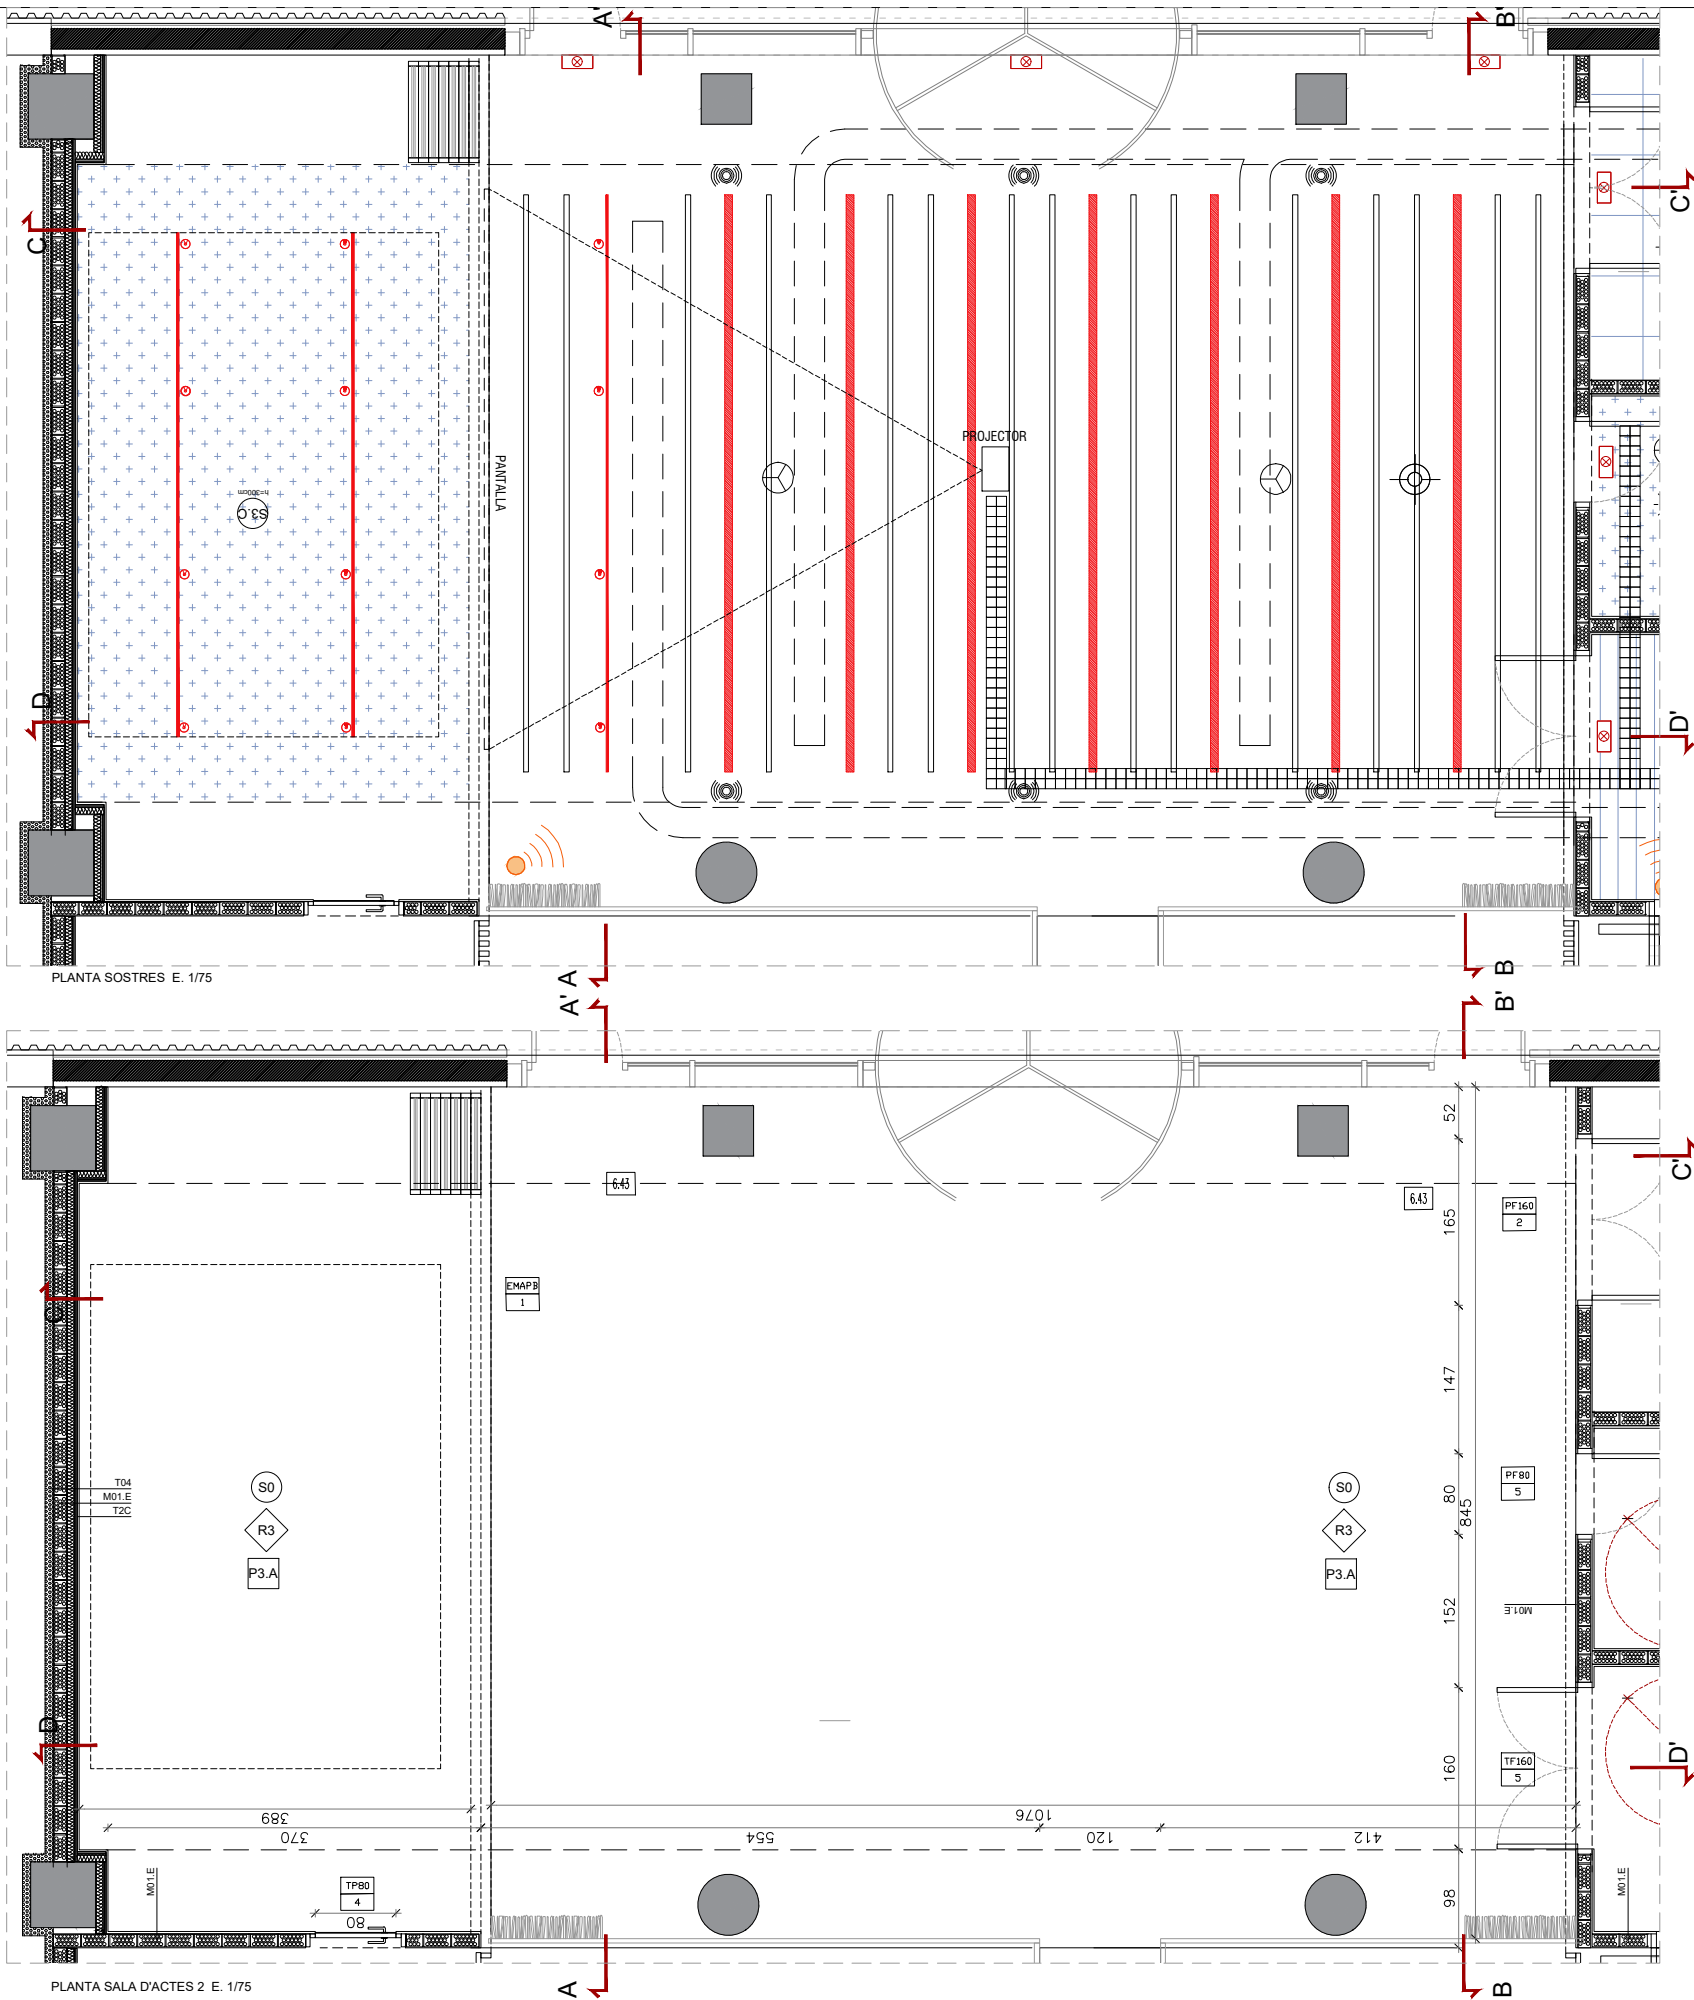 A'
B'
C'
C
PROJECTOR
PANTALLA
h=300cm
S3.C
D
D'
A
B
PLANTA SOSTRES E. 1/75
A'
B'
52
C'
6.43
6.43
165
PF160
2
EMAPB
1
C
147
T04
M01.E
T2C
S0
R3
P3.A
S0
R3
P3.A
80
845
PF80
5
152
M01.E
D
160
TF160
5
D'
389
1076
370
554
120
412
M01.E
TP80
4
80
98
M01.E
A
B
PLANTA SALA D'ACTES 2 E. 1/75